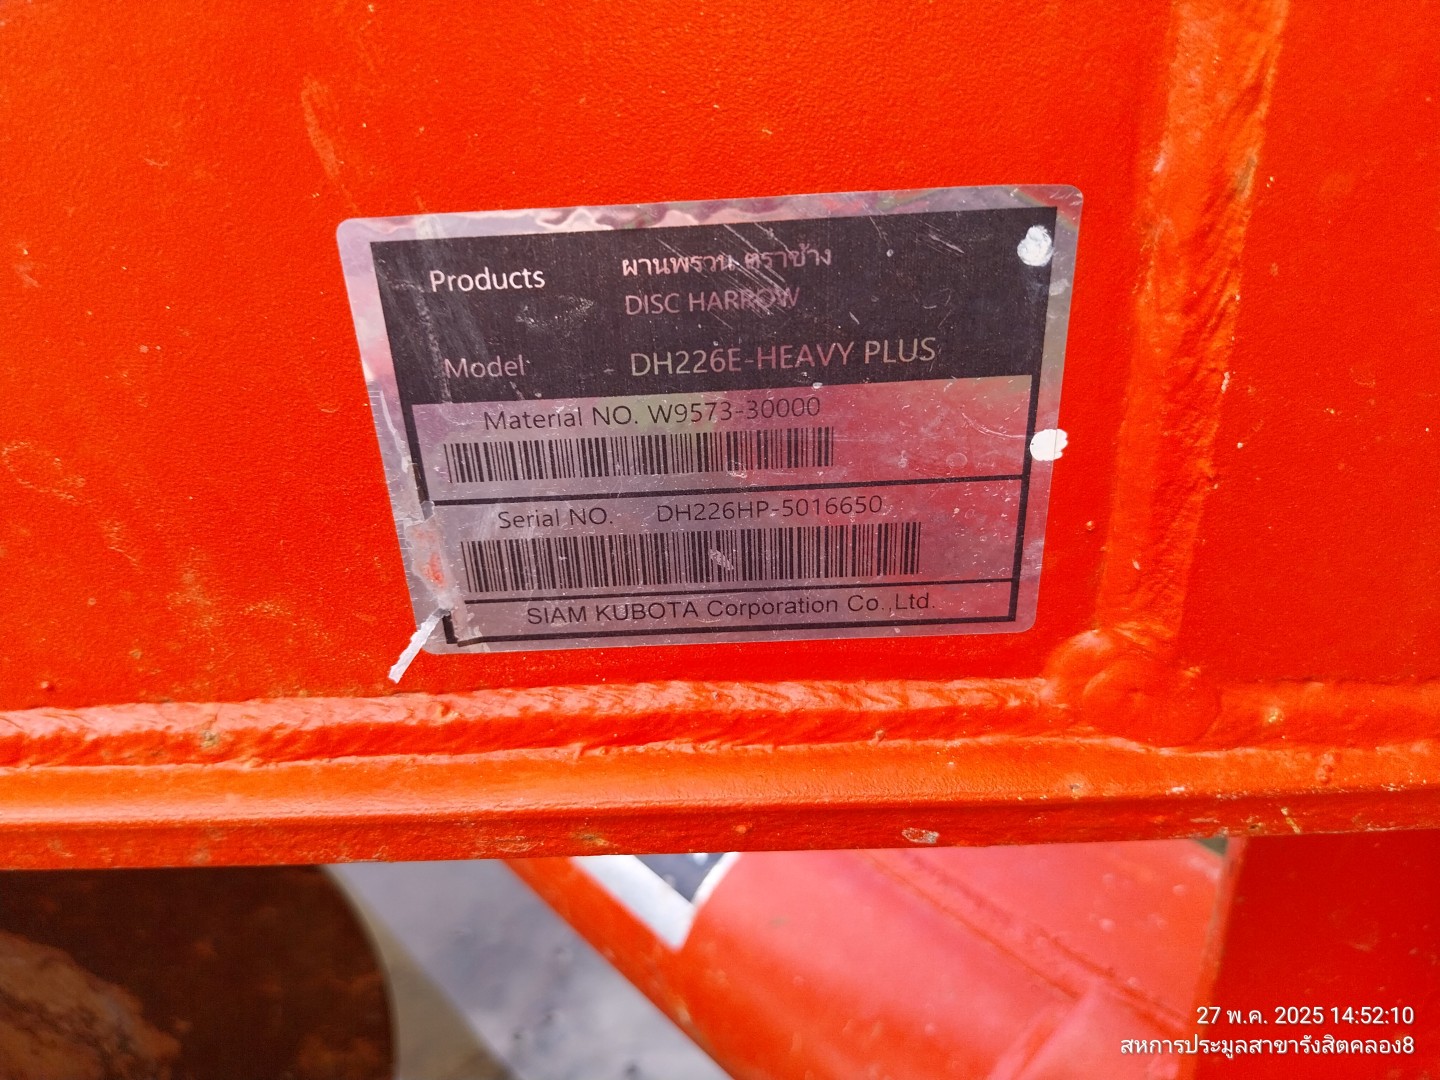 Products ผานพรวน ตราช้าง
DISC HARROW
Model DH226E-HEAVY PLUS
Material NO. W9573-30000
Serial NO. DH226HP-5016650
SIAM KUBOTA Corporation Co.,Ltd.
27 พ.ค. 2025 14:52:10
สหการประมูลสาขารังสิตคลอง8